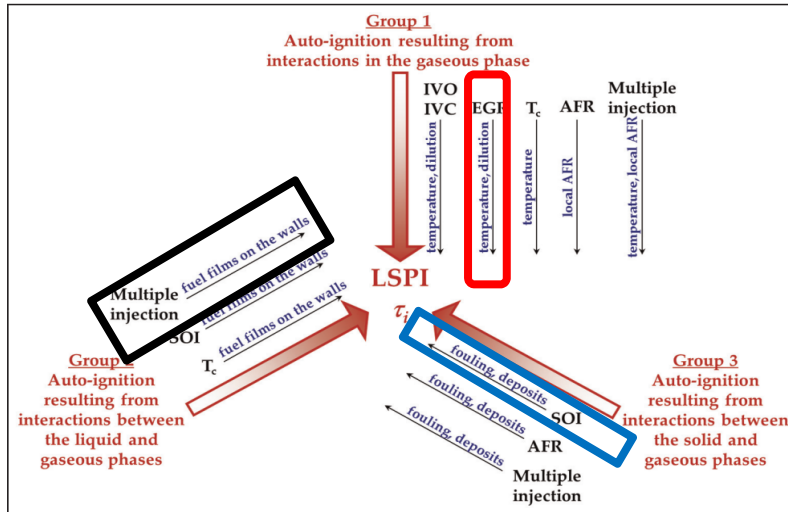 Group 1
Auto-ignition resulting from
interactions in the gaseous phase
IVO
IVC
EGR
Tc
AFR
Multiple
injection
temperature, dilution
temperature, dilution
temperature
local AFR
temperature, local AFR
LSPI
τi
fuel films on the walls
Multiple
injection
fuel films on the walls
SOI
fuel films on the walls
Tc
Group
Auto-ignition
resulting from
interactions between
the liquid and
gaseous phases
fouling, deposits
SOI
fouling, deposits
AFR
fouling, deposits
Multiple
injection
Group 3
Auto-ignition
resulting from
interactions between
the solid and
gaseous phases